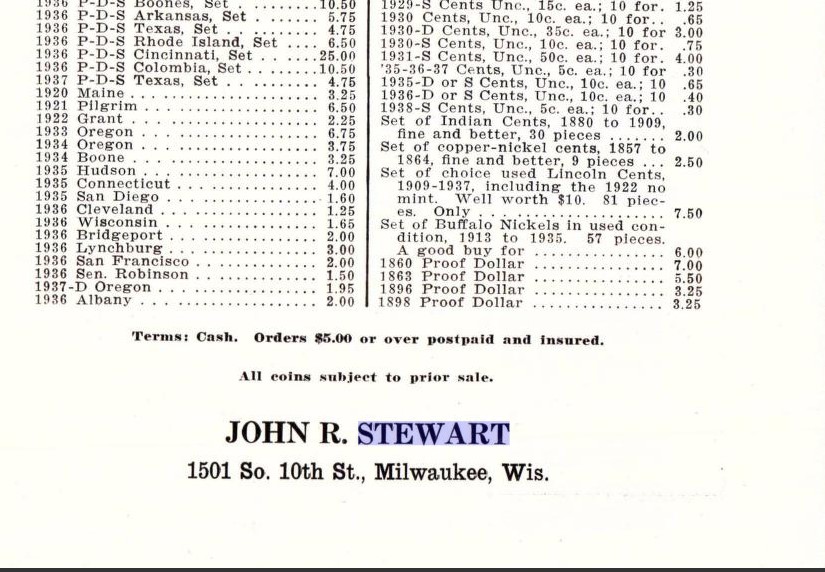 1936 P-D-S Boones, Set . . . . . . . . 10.50
1936 P-D-S Arkansas, Set . . . . . . . 5.75
1936 P-D-S Texas, Set . . . . . . . . . 4.75
1936 P-D-S Rhode Island, Set . . . . 6.50
1936 P-D-S Cincinnati, Set . . . . . . 25.00
1936 P-D-S Colombia, Set . . . . . . . 10.50
1937 P-D-S Texas, Set . . . . . . . . . 4.75
1920 Maine . . . . . . . . . . . . . . . . . . 3.25
1921 Pilgrim . . . . . . . . . . . . . . . . . 6.50
1922 Grant . . . . . . . . . . . . . . . . . . 2.25
1933 Oregon . . . . . . . . . . . . . . . . . 6.75
1934 Oregon . . . . . . . . . . . . . . . . . 3.75
1934 Boone . . . . . . . . . . . . . . . . . . 3.25
1935 Hudson . . . . . . . . . . . . . . . . . 7.00
1935 Connecticut . . . . . . . . . . . . . . 4.00
1935 San Diego . . . . . . . . . . . . . . . 1.60
1936 Cleveland . . . . . . . . . . . . . . . 1.25
1936 Wisconsin . . . . . . . . . . . . . . . 1.65
1936 Bridgeport . . . . . . . . . . . . . . 2.00
1936 Lynchburg . . . . . . . . . . . . . . . 3.00
1936 San Francisco . . . . . . . . . . . . 2.00
1936 Sen. Robinson . . . . . . . . . . . . 1.50
1937-D Oregon . . . . . . . . . . . . . . . 1.95
1936 Albany . . . . . . . . . . . . . . . . . 2.00
1929-S Cents Unc., 15c. ea.; 10 for. 1.25
1930 Cents, Unc., 10c. ea.; 10 for. . .65
1930-D Cents, Unc., 35c. ea.; 10 for 3.00
1930-S Cents, Unc., 10c. ea.; 10 for. .75
1931-S Cents, Unc., 50c. ea.; 10 for. 4.00
'35-36-37 Cents, Unc., 5c. ea.; 10 for .30
1935-D or S Cents, Unc., 10c. ea.; 10 .65
1936-D or S Cents, Unc., 10c. ea.; 10 .40
1938-S Cents, Unc., 5c. ea.; 10 for. . .30
Set of Indian Cents, 1880 to 1909,
fine and better, 30 pieces . . . . . . . 2.00
Set of copper-nickel cents, 1857 to
1864, fine and better, 9 pieces . . . 2.50
Set of choice used Lincoln Cents,
1909-1937, including the 1922 no
mint. Well worth $10. 81 piec-
es. Only . . . . . . . . . . . . . . . . . . . 7.50
Set of Buffalo Nickels in used con-
dition, 1913 to 1935. 57 pieces.
A good buy for . . . . . . . . . . . . . . 6.00
1860 Proof Dollar . . . . . . . . . . . . . . . 7.00
1863 Proof Dollar . . . . . . . . . . . . . . . 5.50
1896 Proof Dollar . . . . . . . . . . . . . . . 3.25
1898 Proof Dollar . . . . . . . . . . . . . . . 3.25
Terms: Cash. Orders $5.00 or over postpaid and insured.
All coins subject to prior sale.
JOHN R. STEWART
1501 So. 10th St., Milwaukee, Wis.